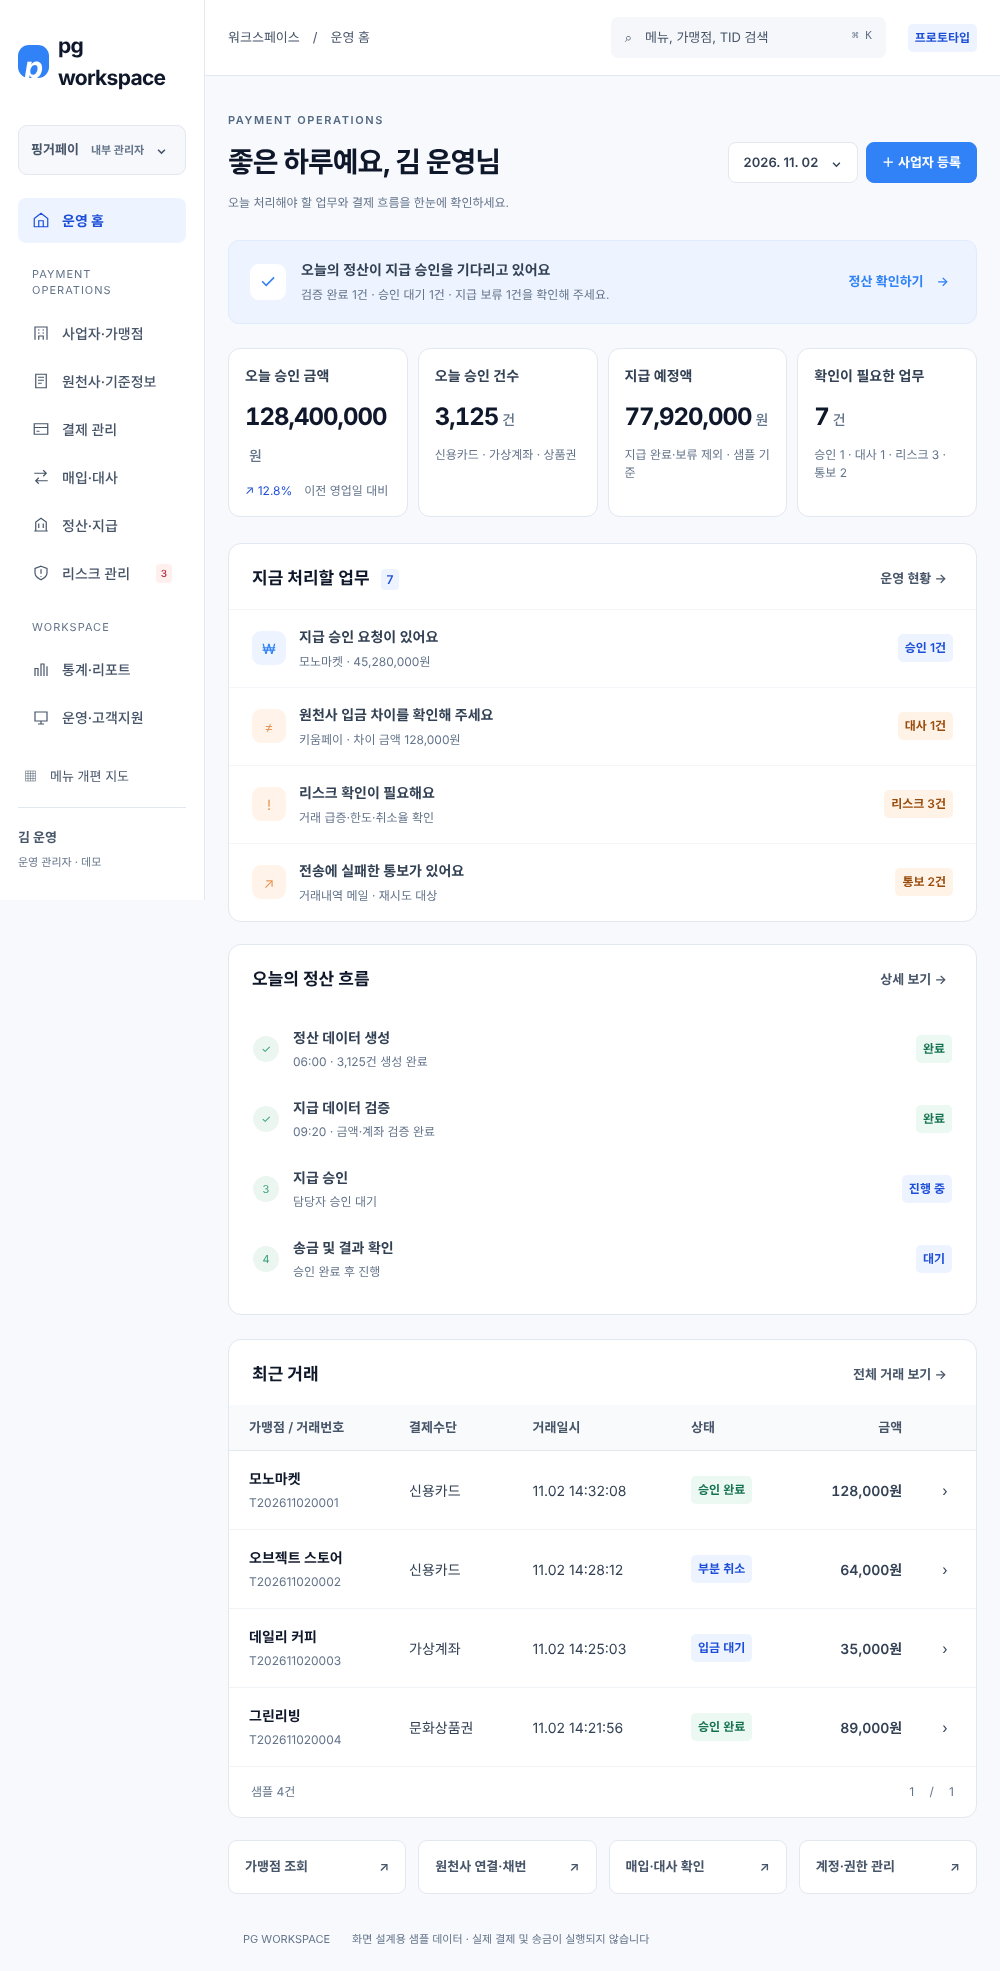 p
pg
workspace
핑거페이 내부 관리자
운영 홈
PAYMENT
OPERATIONS
사업자·가맹점
원천사·기준정보
결제 관리
매입·대사
정산·지급
리스크 관리 3
WORKSPACE
통계·리포트
운영·고객지원
메뉴 개편 지도
김 운영
운영 관리자 · 데모
워크스페이스 / 운영 홈
메뉴, 가맹점, TID 검색 ⌘ K
프로토타입
PAYMENT OPERATIONS
좋은 하루예요, 김 운영님
2026. 11. 02
+ 사업자 등록
오늘 처리해야 할 업무와 결제 흐름을 한눈에 확인하세요.
오늘의 정산이 지급 승인을 기다리고 있어요
검증 완료 1건 · 승인 대기 1건 · 지급 보류 1건을 확인해 주세요.
정산 확인하기 →
오늘 승인 금액
128,400,000
원
↗ 12.8% 이전 영업일 대비
오늘 승인 건수
3,125 건
신용카드 · 가상계좌 · 상품권
지급 예정액
77,920,000 원
지급 완료·보류 제외 · 샘플 기
준
확인이 필요한 업무
7 건
승인 1 · 대사 1 · 리스크 3 ·
통보 2
지금 처리할 업무 7
운영 현황 →
₩
지급 승인 요청이 있어요
모노마켓 · 45,280,000원
승인 1건
≠
원천사 입금 차이를 확인해 주세요
키움페이 · 차이 금액 128,000원
대사 1건
!
리스크 확인이 필요해요
거래 급증·한도·취소율 확인
리스크 3건
↗
전송에 실패한 통보가 있어요
거래내역 메일 · 재시도 대상
통보 2건
오늘의 정산 흐름
상세 보기 →
✓
정산 데이터 생성
06:00 · 3,125건 생성 완료
완료
✓
지급 데이터 검증
09:20 · 금액·계좌 검증 완료
완료
3
지급 승인
담당자 승인 대기
진행 중
4
송금 및 결과 확인
승인 완료 후 진행
대기
최근 거래
전체 거래 보기 →
가맹점 / 거래번호 결제수단 거래일시 상태 금액
모노마켓
T202611020001
신용카드 11.02 14:32:08 승인 완료 128,000원 ›
오브젝트 스토어
T202611020002
신용카드 11.02 14:28:12 부분 취소 64,000원 ›
데일리 커피
T202611020003
가상계좌 11.02 14:25:03 입금 대기 35,000원 ›
그린리빙
T202611020004
문화상품권 11.02 14:21:56 승인 완료 89,000원 ›
샘플 4건
1 / 1
가맹점 조회 ↗
원천사 연결·채번 ↗
매입·대사 확인 ↗
계정·권한 관리 ↗
PG WORKSPACE 화면 설계용 샘플 데이터 · 실제 결제 및 송금이 실행되지 않습니다